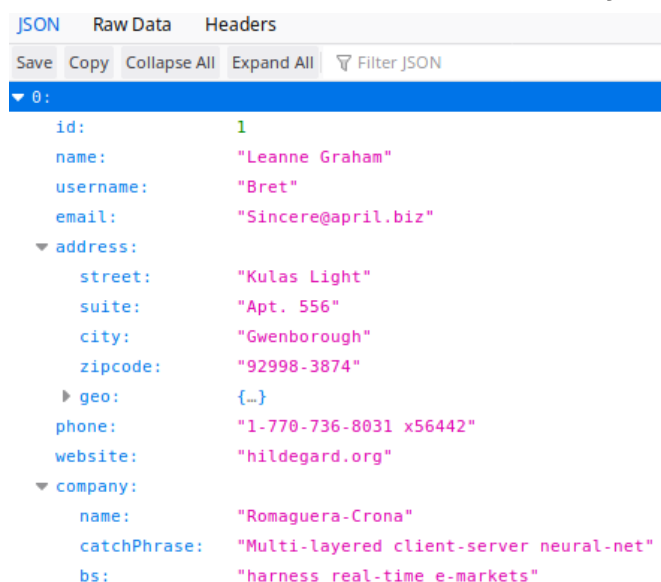 JSON Raw Data Headers
Save Copy Collapse All Expand All Filter JSON
0:
id: 1
name: "Leanne Graham"
username: "Bret"
email: "Sincere@april.biz"
address:
street: "Kulas Light"
suite: "Apt. 556"
city: "Gwenborough"
zipcode: "92998-3874"
geo: {…}
phone: "1-770-736-8031 x56442"
website: "hildegard.org"
company:
name: "Romaguera-Crona"
catchPhrase: "Multi-layered client-server neural-net"
bs: "harness real-time e-markets"